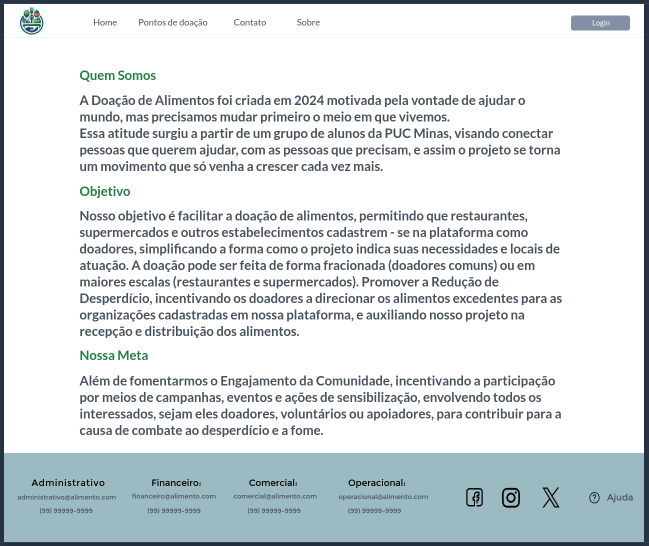 Home Pontos de doação Contato Sobre Login
Quem Somos
A Doação de Alimentos foi criada em 2024 motivada pela vontade de ajudar o
mundo, mas precisamos mudar primeiro o meio em que vivemos.
Essa atitude surgiu a partir de um grupo de alunos da PUC Minas, visando conectar
pessoas que querem ajudar, com as pessoas que precisam, e assim o projeto se torna
um movimento que só venha a crescer cada vez mais.
Objetivo
Nosso objetivo é facilitar a doação de alimentos, permitindo que restaurantes,
supermercados e outros estabelecimentos cadastrem - se na plataforma como
doadores, simplificando a forma como o projeto indica suas necessidades e locais de
atuação. A doação pode ser feita de forma fracionada (doadores comuns) ou em
maiores escalas (restaurantes e supermercados). Promover a Redução de
Desperdício, incentivando os doadores a direcionar os alimentos excedentes para as
organizações cadastradas em nossa plataforma, e auxiliando nosso projeto na
recepção e distribuição dos alimentos.
Nossa Meta
Além de fomentarmos o Engajamento da Comunidade, incentivando a participação
por meios de campanhas, eventos e ações de sensibilização, envolvendo todos os
interessados, sejam eles doadores, voluntários ou apoiadores, para contribuir para a
causa de combate ao desperdício e a fome.
Administrativo Financeiro: Comercial: Operacional:
administrativo@alimento.com financeiro@alimento.com comercial@alimento.com operacional@alimento.com Ajuda
(99) 99999-9999 (99) 99999-9999 (99) 99999-9999 (99) 99999-9999